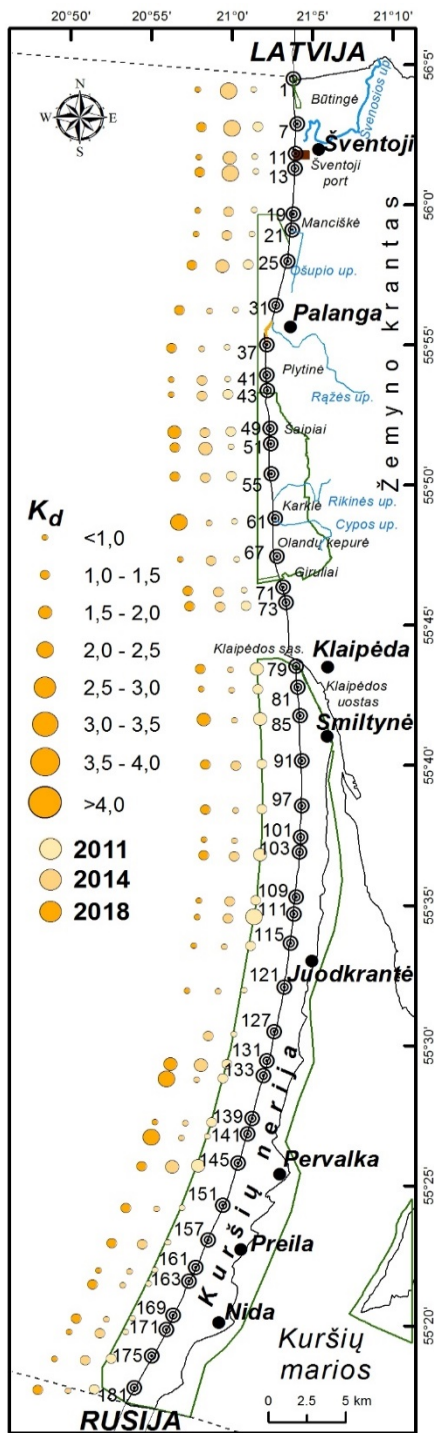 20°50' 20°55' 21°0' 21°5' 21°10'
LATVIJA
56°5'
1
Būtingė
Šventosios up.
N
W E
S
7
11
Šventoji
13
Šventoji
port
56°0'
19
Manciškė
21
25
Ošupio up.
31
Palanga
55°55'
37
Plytinė
41
43
Rąžės up.
Žemyno krantas
49
Šaipiai
51
55
55°50'
Rikinės up.
61
Karklė
Cypos up.
67
Olandų kepurė
Giruliai
71
73
55°45'
Kd
<1,0
1,0 - 1,5
1,5 - 2,0
2,0 - 2,5
2,5 - 3,0
3,0 - 3,5
3,5 - 4,0
>4,0
2011
2014
2018
Klaipėdos sąs.
Klaipėda
79
81
Klaipėdos
uostas
85
Smiltynė
91
55°40'
97
101
103
109
55°35'
111
115
Juodkrantė
121
127
55°30'
131
133
139
141
Kuršių nerija
145
Pervalka
55°25'
151
157
Preila
161
163
169
Nida
171
55°20'
175
Kuršių
marios
181
RUSIJA
0 2.5 5 km